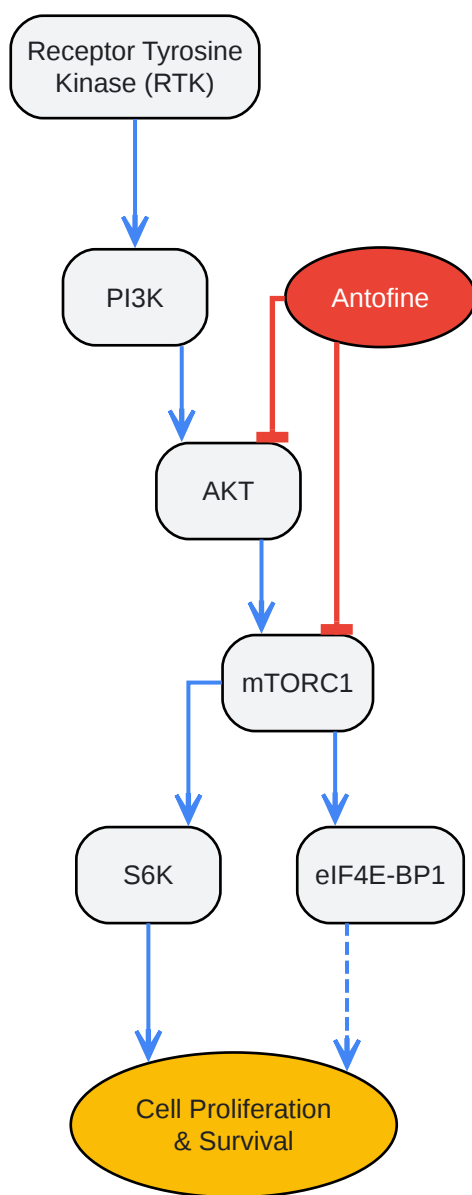 Receptor Tyrosine
Kinase (RTK)
PI3K
Antofine
AKT
mTORC1
S6K
eIF4E-BP1
Cell Proliferation
& Survival